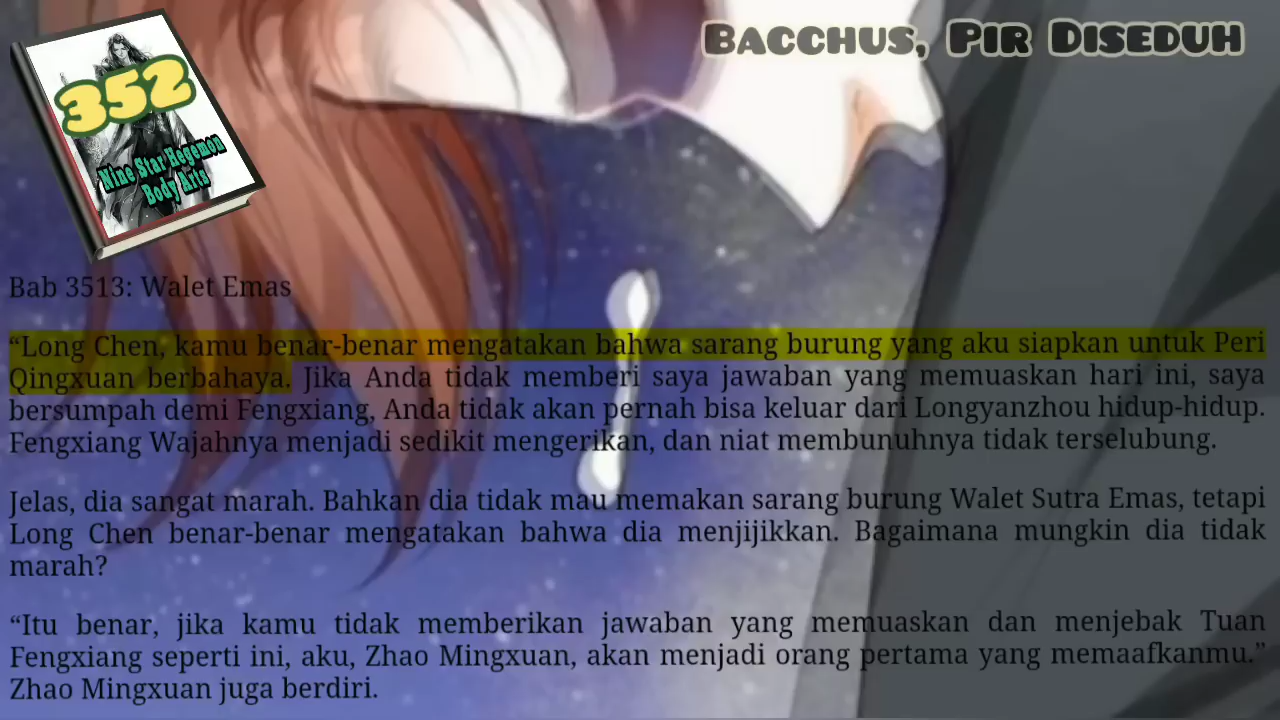 Bacchus, Pir Diseduh
352
Nine Star Hegemon
Body Arts
Bab 3513: Walet Emas
“Long Chen, kamu benar-benar mengatakan bahwa sarang burung yang aku siapkan untuk Peri
Qingxuan berbahaya. Jika Anda tidak memberi saya jawaban yang memuaskan hari ini, saya
bersumpah demi Fengxiang, Anda tidak akan pernah bisa keluar dari Longyanzhou hidup-hidup.
Fengxiang Wajahnya menjadi sedikit mengerikan, dan niat membunuhnya tidak terselubung.
Jelas, dia sangat marah. Bahkan dia tidak mau memakan sarang burung Walet Sutra Emas, tetapi
Long Chen benar-benar mengatakan bahwa dia menjijikkan. Bagaimana mungkin dia tidak
marah?
“Itu benar, jika kamu tidak memberikan jawaban yang memuaskan dan menjebak Tuan
Fengxiang seperti ini, aku, Zhao Mingxuan, akan menjadi orang pertama yang memaafkanmu.”
Zhao Mingxuan juga berdiri.